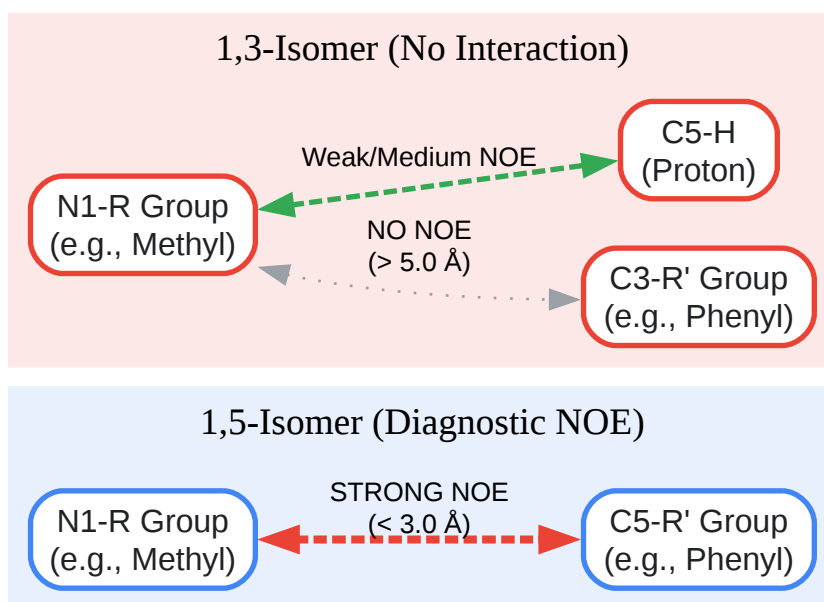 1,3-Isomer (No Interaction)
C5-H
(Proton)
Weak/Medium NOE
N1-R Group
(e.g., Methyl)
NO NOE
(> 5.0 Å)
C3-R' Group
(e.g., Phenyl)
1,5-Isomer (Diagnostic NOE)
N1-R Group
(e.g., Methyl)
STRONG NOE
(< 3.0 Å)
C5-R' Group
(e.g., Phenyl)